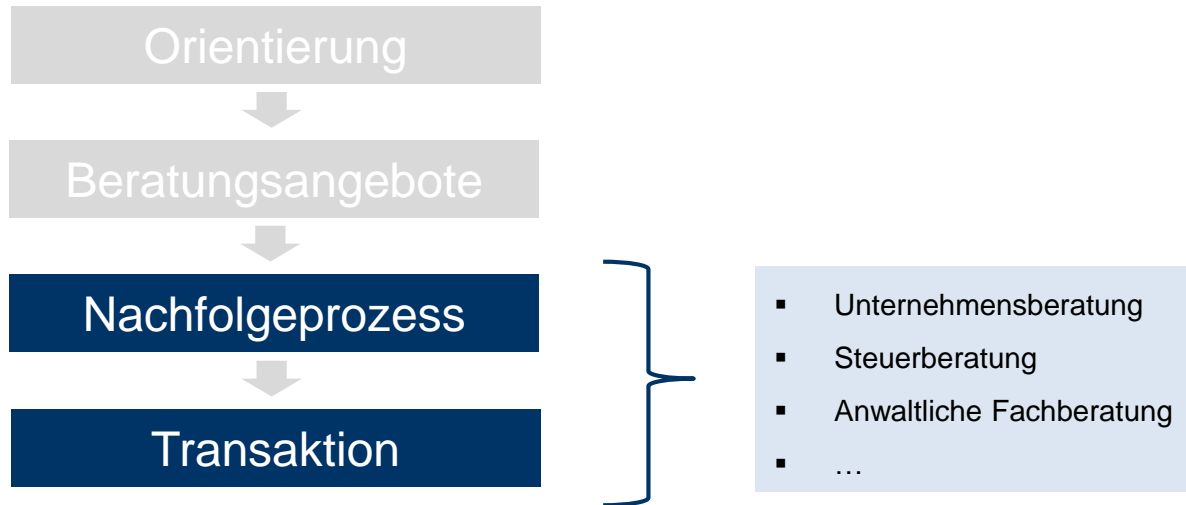 Orientierung
Beratungsangebote
Nachfolgeprozess
Transaktion
▪ Unternehmensberatung
▪ Steuerberatung
▪ Anwaltliche Fachberatung
▪ …